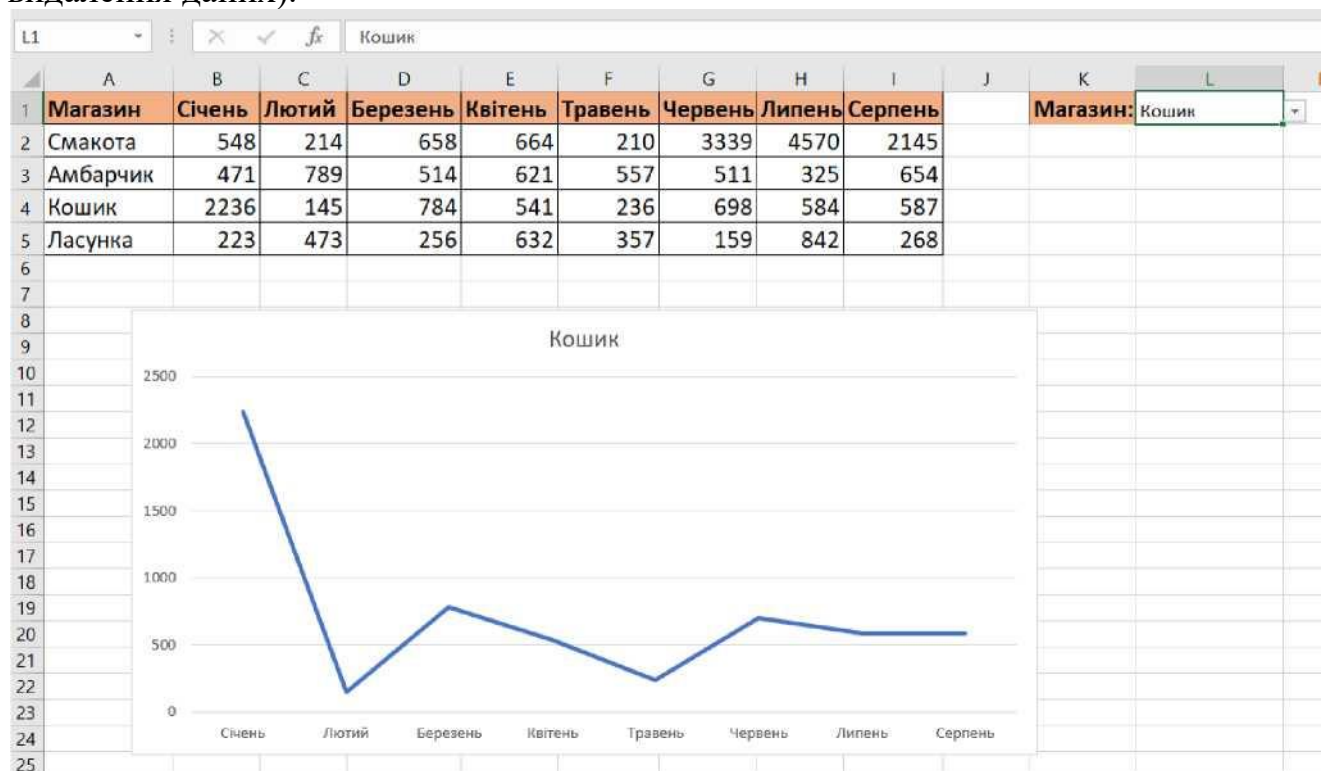 видалення даних).
L1 fx Кошик
A B C D E F G H I J K L
1 Магазин Січень Лютий Березень Квітень Травень Червень Липень Серпень Магазин: Кошик
2 Смакота 548 214 658 664 210 3339 4570 2145
3 Амбарчик 471 789 514 621 557 511 325 654
4 Кошик 2236 145 784 541 236 698 584 587
5 Ласунка 223 473 256 632 357 159 842 268
6
7
8
9
10
11
12
13
14
15
16
17
18
19
20
21
22
23
24
25
Кошик
2500
2000
1500
1000
500
0
Січень Лютий Березень Квітень Травень Червень Липень Серпень